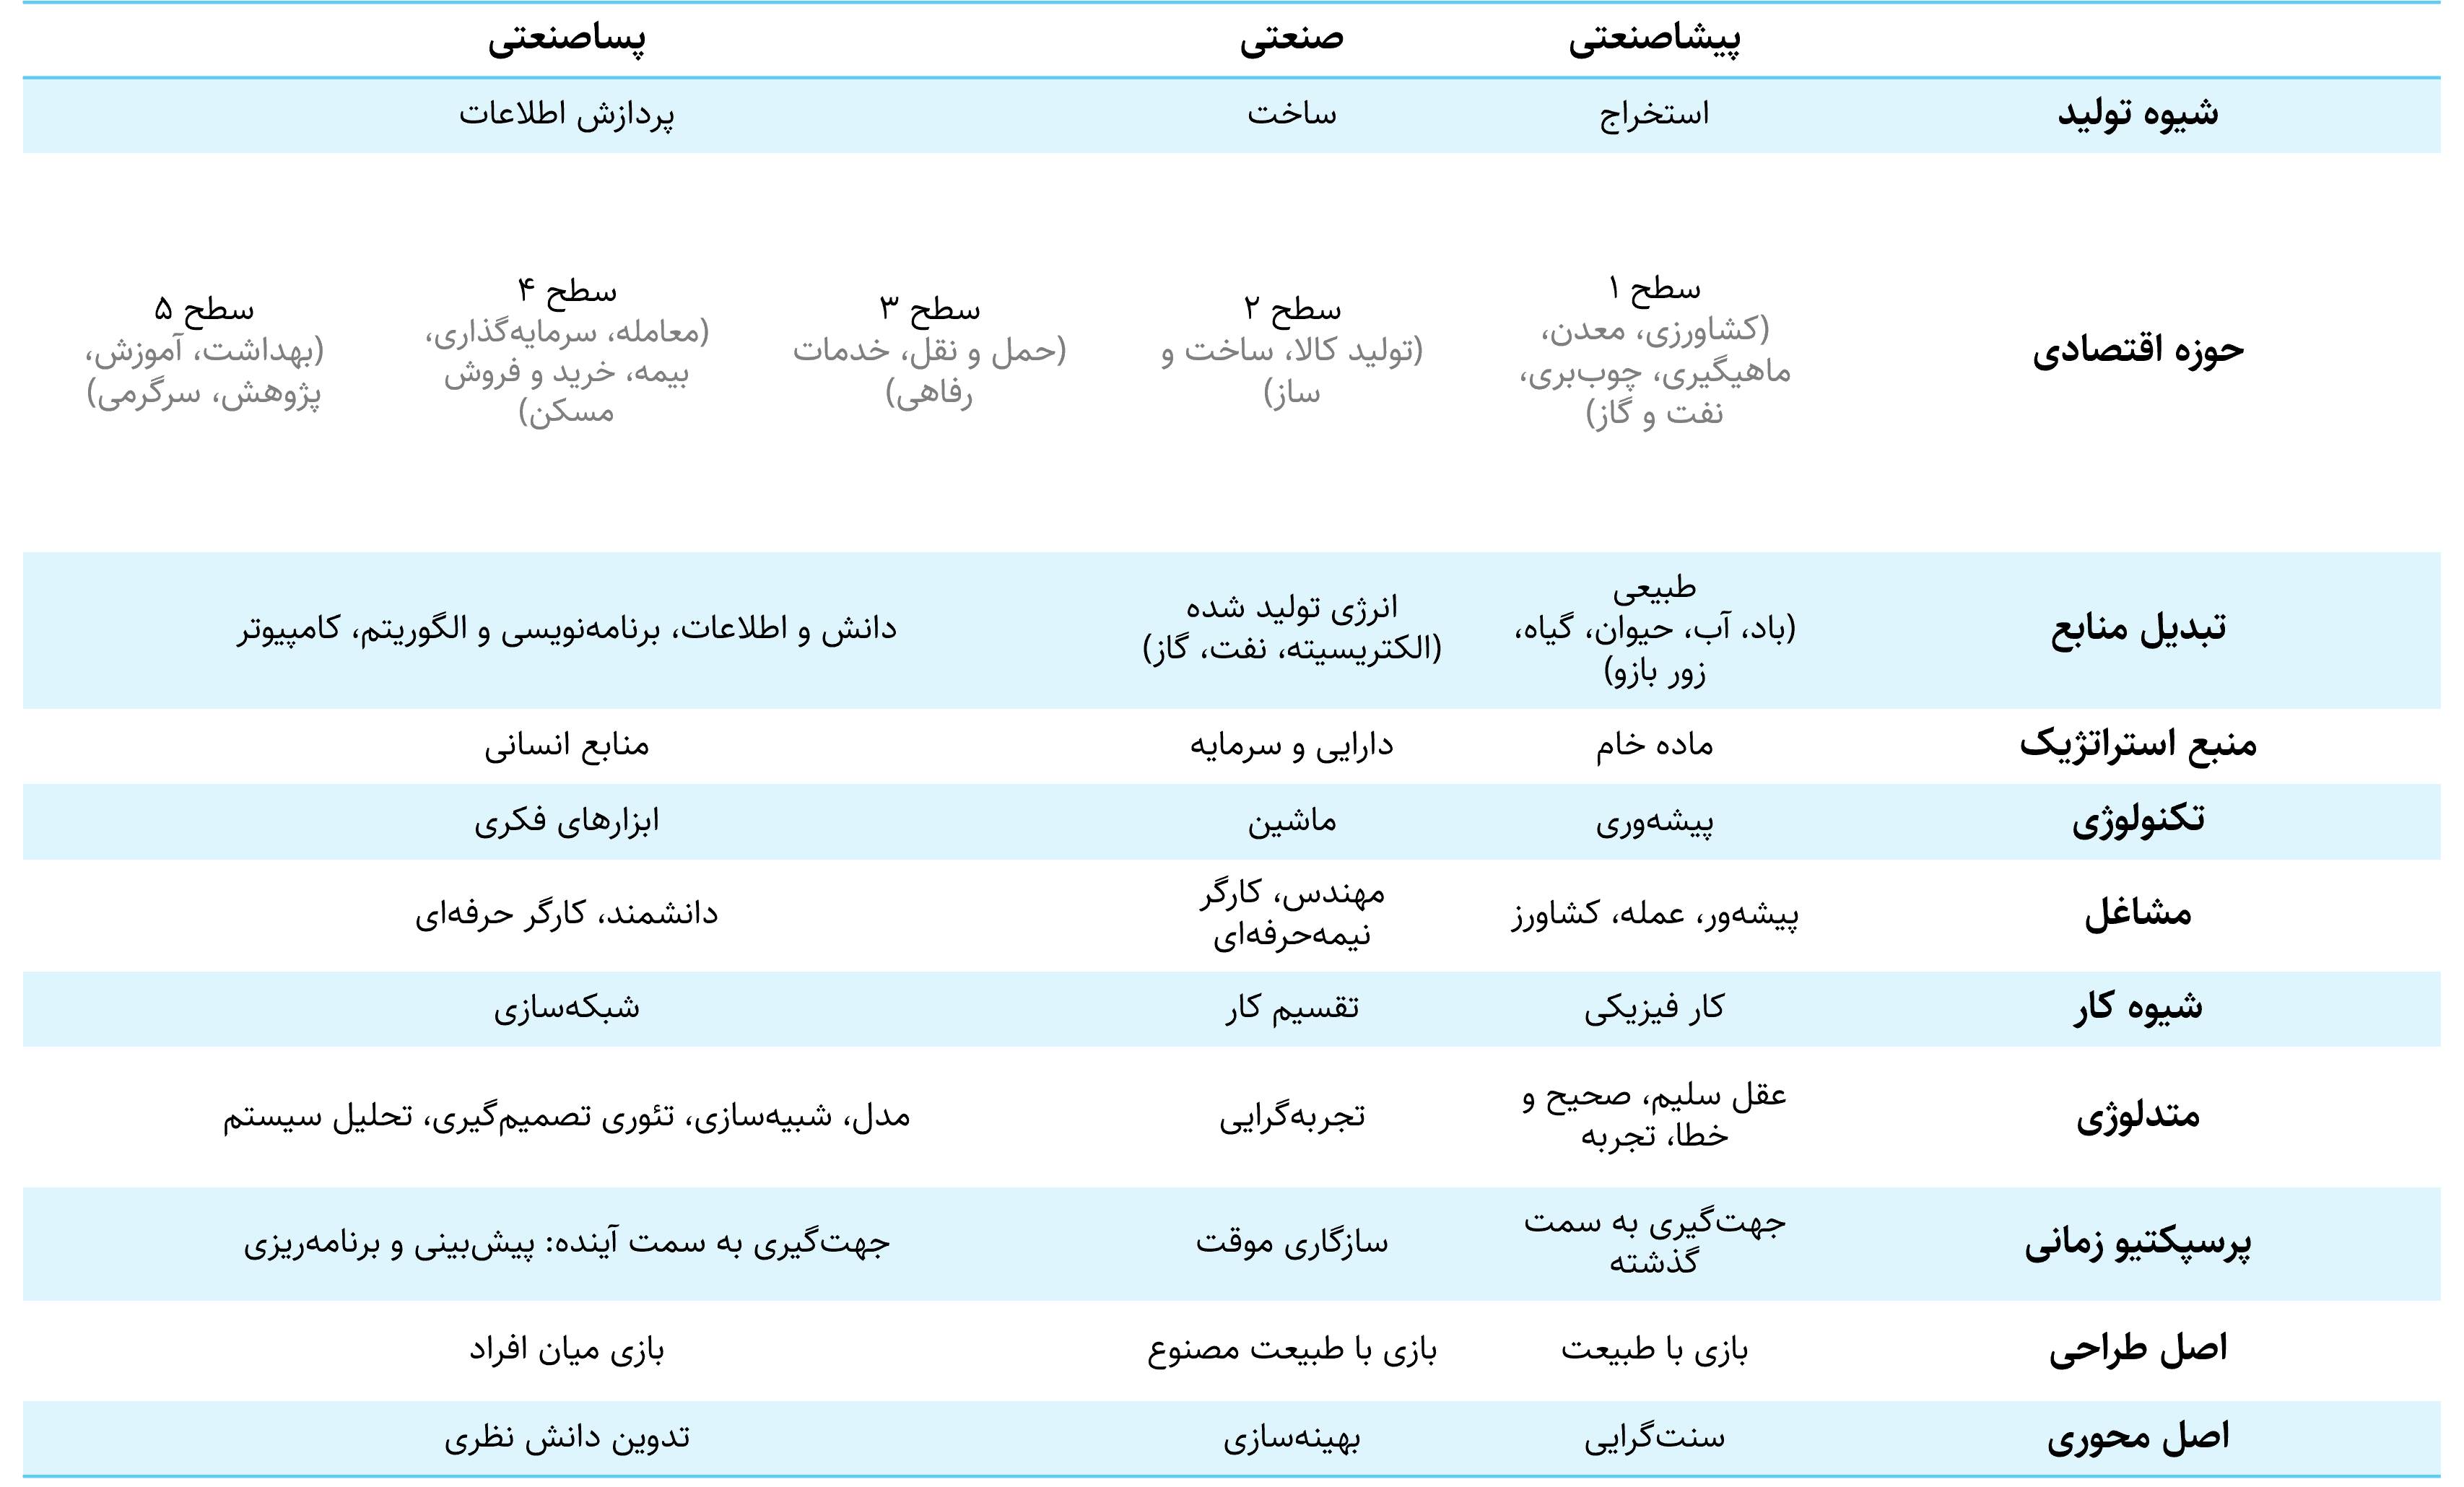 پیشاصنعتی صنعتی پساصنعتی
شیوه تولید استخراج ساخت پردازش اطلاعات
حوزه اقتصادی
سطح ۱
(کشاورزی، معدن،
ماهیگیری، چوب‌بری،
نفت و گاز)
سطح ۲
(تولید کالا، ساخت و
ساز)
سطح ۳
(حمل و نقل، خدمات
رفاهی)
سطح ۴
(معامله، سرمایه‌گذاری،
بیمه، خرید و فروش
مسکن)
سطح ۵
(بهداشت، آموزش،
پژوهش، سرگرمی)
تبدیل منابع
طبیعی
(باد، آب، حیوان، گیاه،
زور بازو)
انرژی تولید شده
(الکتریسیته، نفت، گاز)
دانش و اطلاعات، برنامه‌نویسی و الگوریتم، کامپیوتر
منبع استراتژیک ماده خام دارایی و سرمایه منابع انسانی
تکنولوژی پیشه‌وری ماشین ابزارهای فکری
مشاغل پیشه‌ور، عمله، کشاورز
مهندس، کارگر
نیمه‌حرفه‌ای
دانشمند، کارگر حرفه‌ای
شیوه کار کار فیزیکی تقسیم کار شبکه‌سازی
متدلوژی
عقل سلیم، صحیح و
خطا، تجربه
تجربه‌گرایی
مدل، شبیه‌سازی، تئوری تصمیم‌گیری، تحلیل سیستم
پرسپکتیو زمانی
جهت‌گیری به سمت
گذشته
سازگاری موقت
جهت‌گیری به سمت آینده: پیش‌بینی و برنامه‌ریزی
اصل طراحی بازی با طبیعت بازی با طبیعت مصنوع بازی میان افراد
اصل محوری سنت‌گرایی بهینه‌سازی تدوین دانش نظری